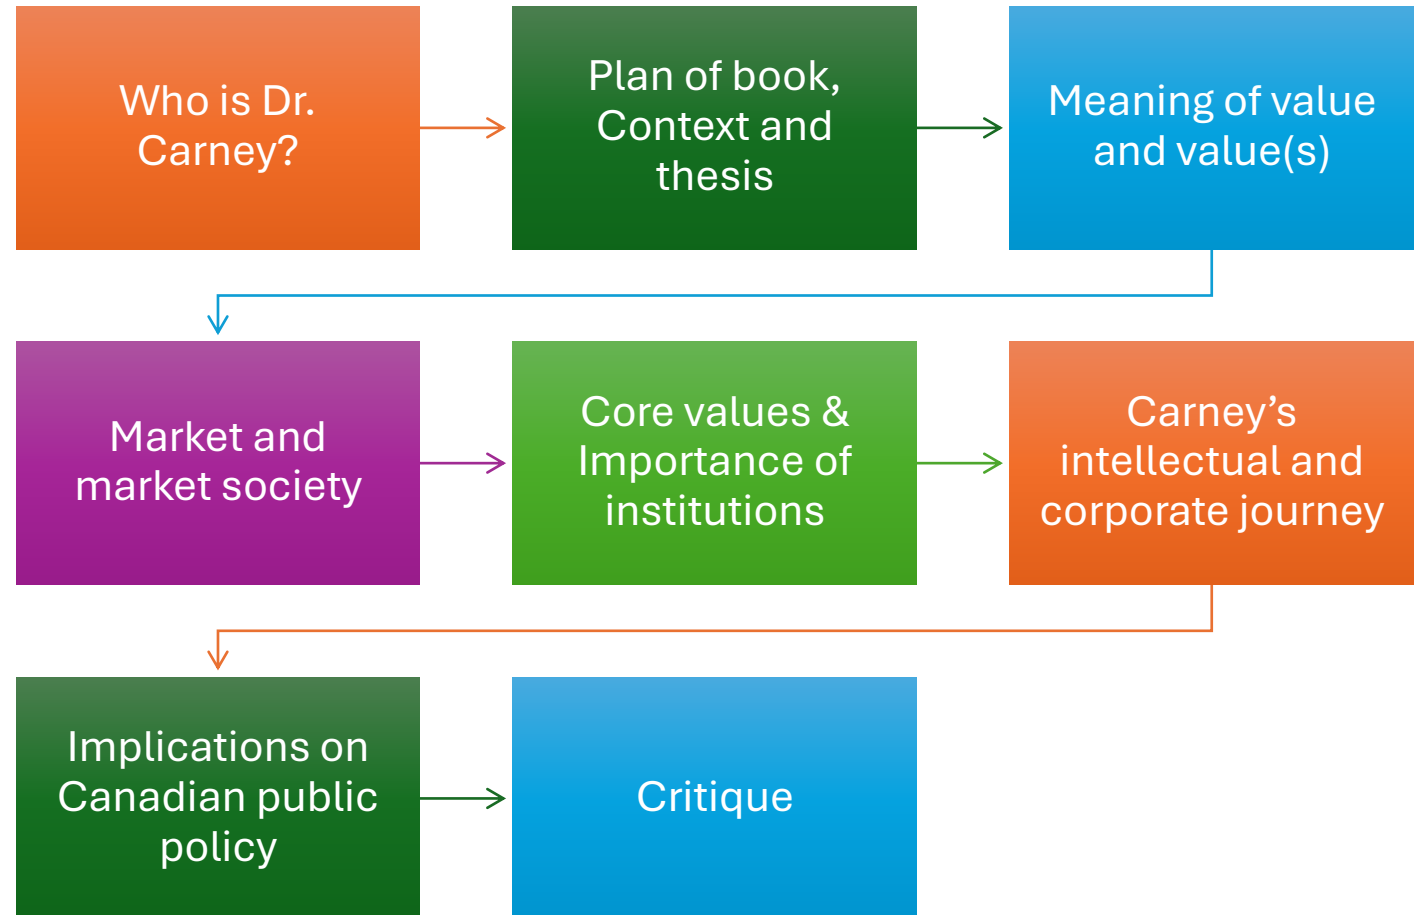 Who is Dr.
Carney?
Plan of book,
Context and
thesis
Meaning of value
and value(s)
Market and
market society
Core values &
Importance of
institutions
Carney’s
intellectual and
corporate journey
Implications on
Canadian public
policy
Critique